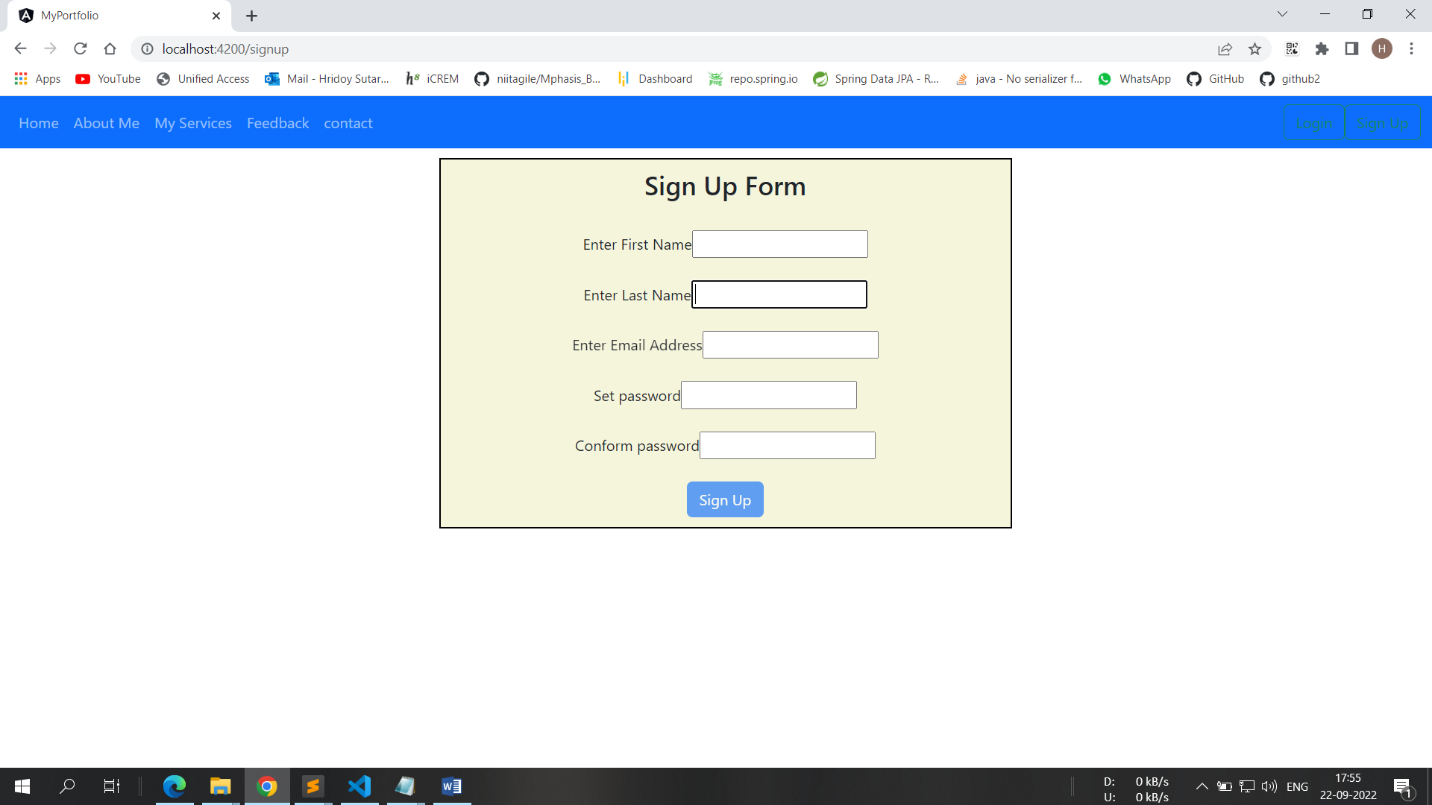 MyPortfolio
localhost:4200/signup
H
Apps YouTube Unified Access Mail - Hridoy Sutar... iCREM niitagile/Mphasis_B... Dashboard repo.spring.io Spring Data JPA - R... java - No serializer f... WhatsApp GitHub github2
Home About Me My Services Feedback contact Login Sign Up
Sign Up Form
Enter First Name
Enter Last Name
Enter Email Address
Set password
Conform password
Sign Up
D: 0 kB/s
U: 0 kB/s
ENG
17:55
22-09-2022
1